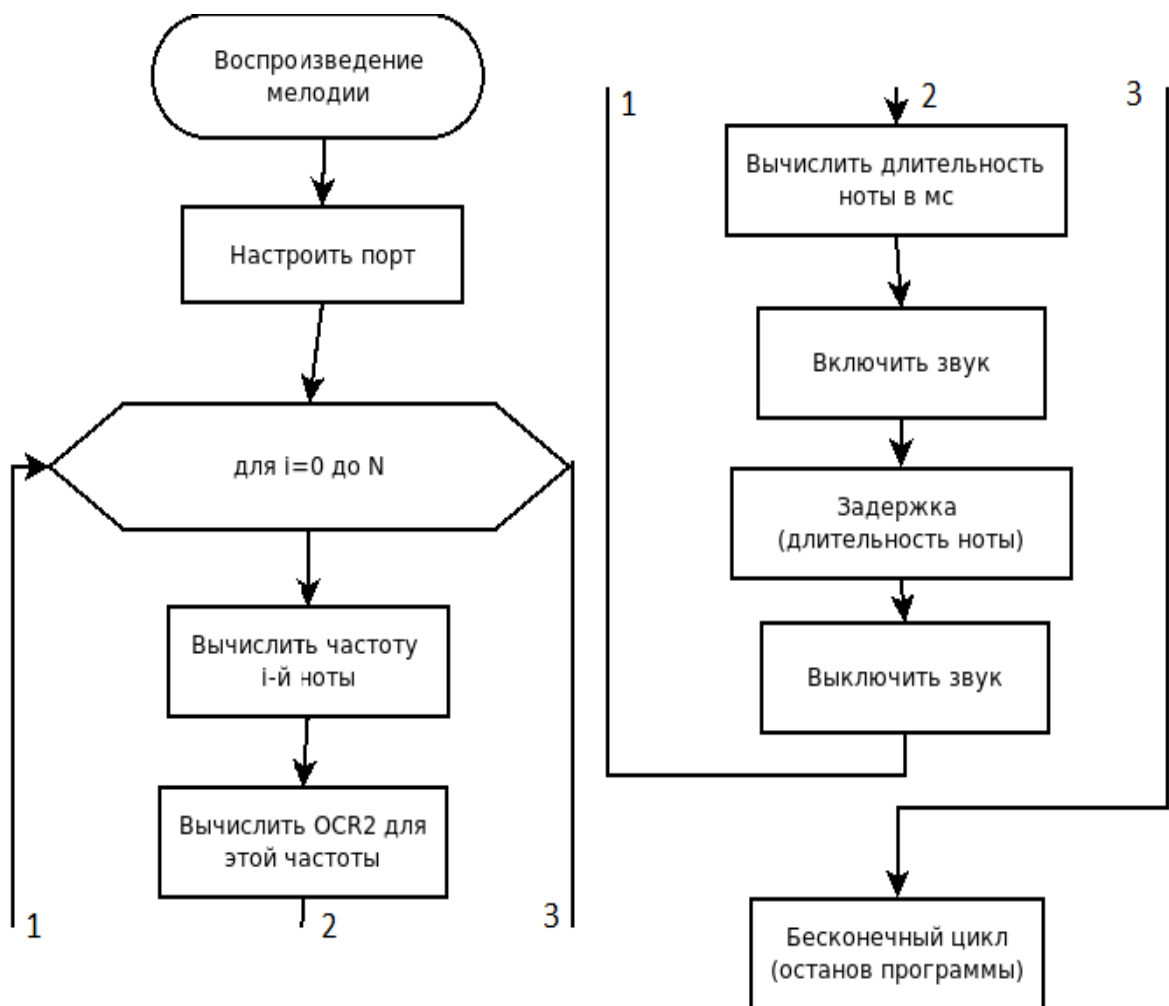 Воспроизведение
мелодии
Настроить порт
для i=0 до N
Вычислить частоту
i-й ноты
Вычислить OCR2 для
этой частоты
1
2
3
1
2
3
Вычислить длительность
ноты в мс
Включить звук
Задержка
(длительность ноты)
Выключить звук
Бесконечный цикл
(останов программы)